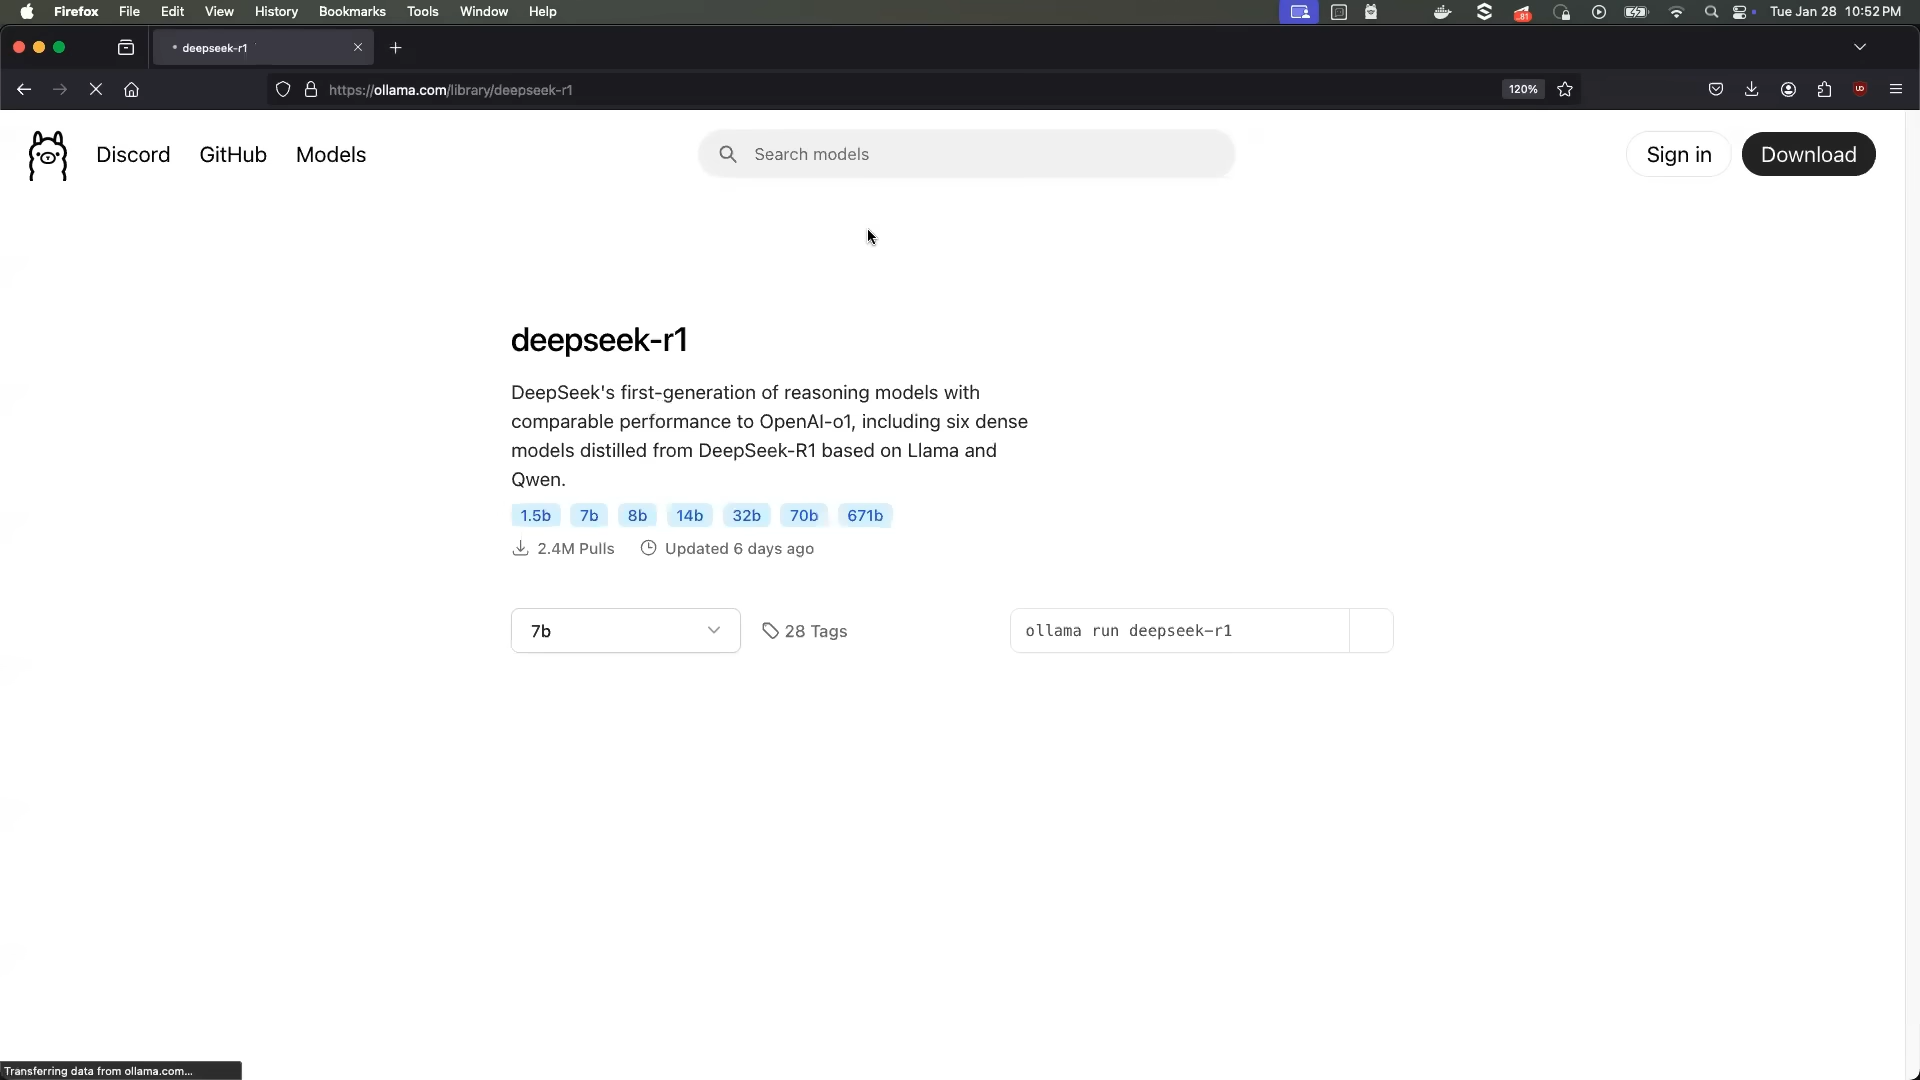 Firefox File Edit View History Bookmarks Tools Window Help .81 Tue Jan 28 10:52 PM
deepseek-r1
https://ollama.com/library/deepseek-r1 120%
Discord GitHub Models Search models Sign in Download
deepseek-r1
DeepSeek's first-generation of reasoning models with
comparable performance to OpenAI-o1, including six dense
models distilled from DeepSeek-R1 based on Llama and
Qwen.
1.5b 7b 8b 14b 32b 70b 671b
2.4M Pulls Updated 6 days ago
7b 28 Tags ollama run deepseek-r1
Transferring data from ollama.com...